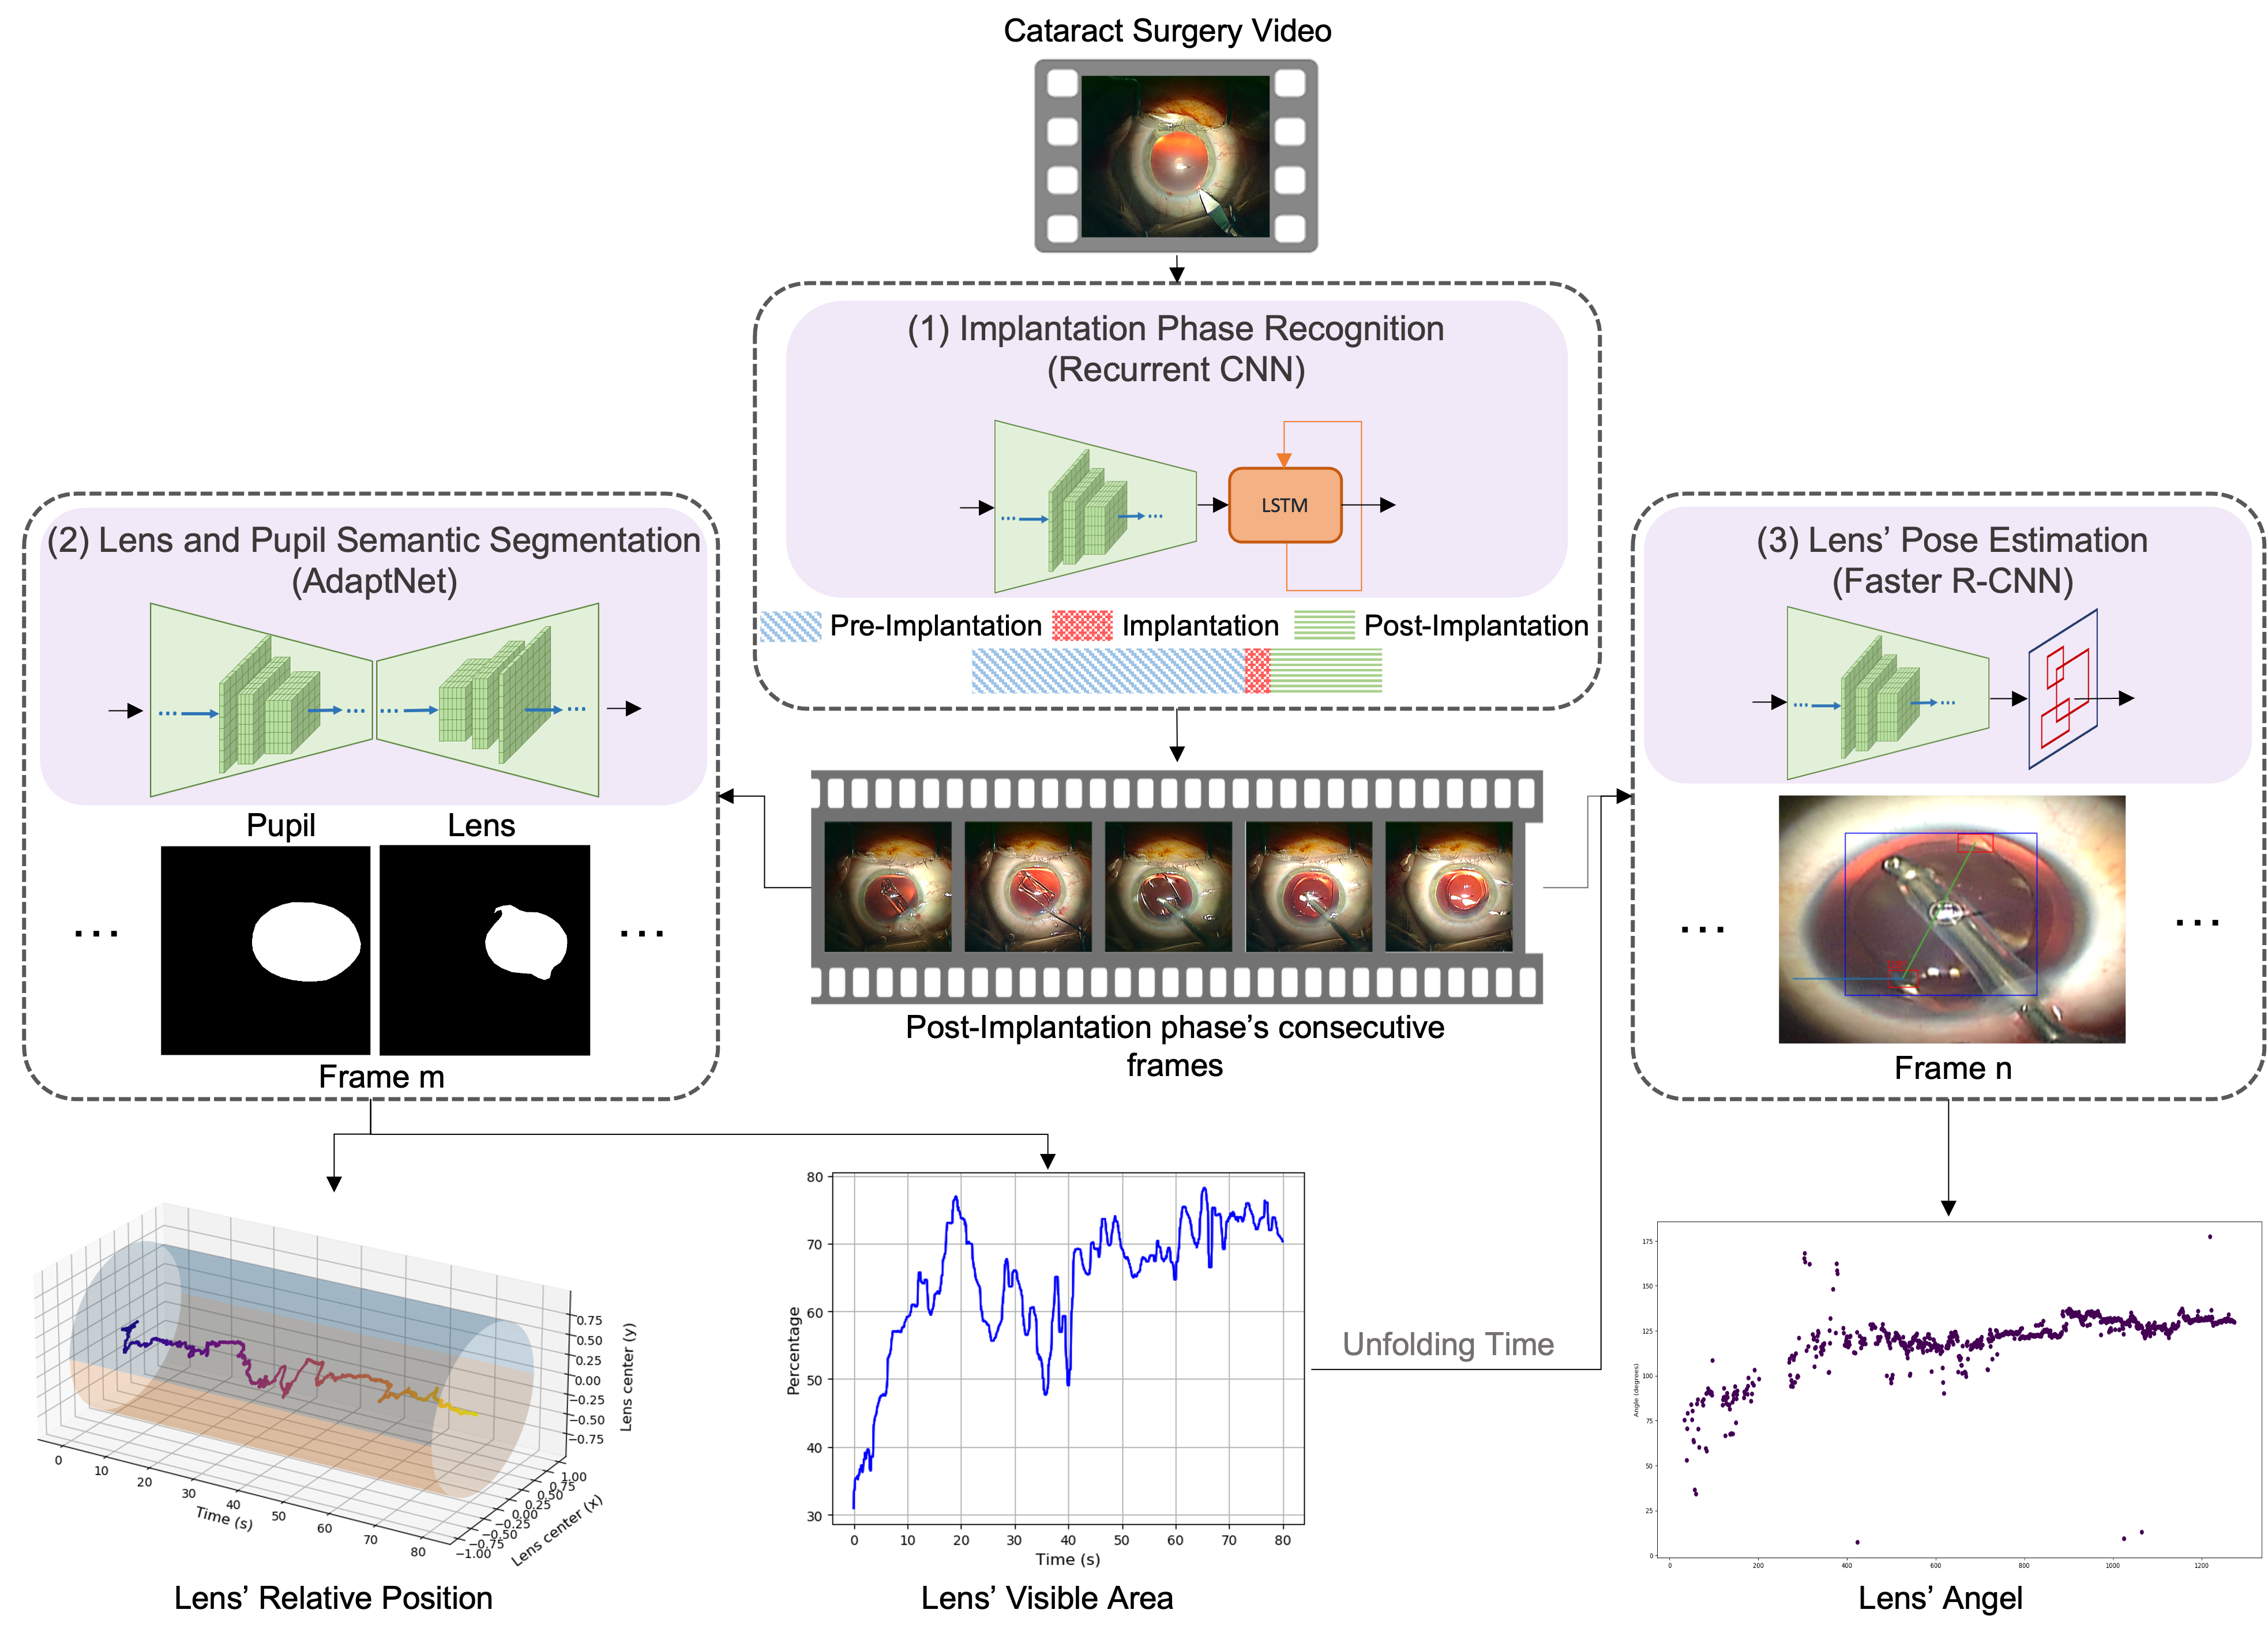 Cataract Surgery Video
(1) Implantation Phase Recognition
(Recurrent CNN)
LSTM
Pre-Implantation
Implantation
Post-Implantation
(2) Lens and Pupil Semantic Segmentation
(AdaptNet)
Pupil
Lens
...
...
Frame m
Post-Implantation phase’s consecutive
frames
(3) Lens’ Pose Estimation
(Faster R-CNN)
...
...
Frame n
0
10
20
30
40
50
60
70
80
Time (s)
−1.00
−0.75
−0.50
−0.25
0.00
0.25
0.50
0.75
1.00
Lens center (x)
0.75
0.50
0.25
0.00
−0.25
−0.50
−0.75
Lens center (y)
Lens’ Relative Position
80
70
60
50
40
30
Percentage
0
10
20
30
40
50
60
70
80
Time (s)
Lens’ Visible Area
Unfolding Time
175
150
125
100
75
50
25
0
Angle (degrees)
0
200
400
600
800
1000
1200
Lens’ Angel